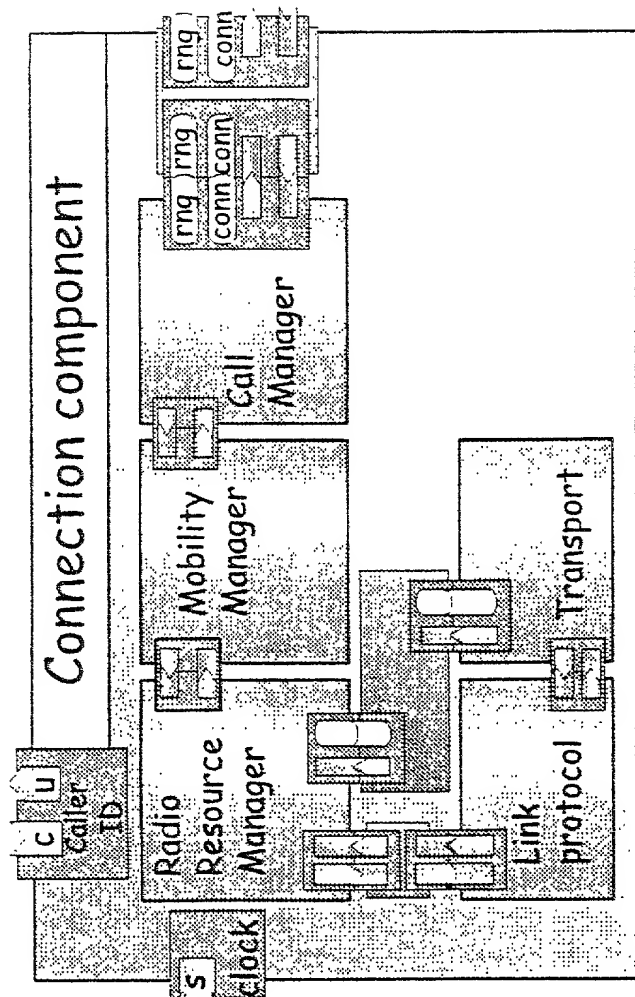 Connection component
c u
Caller
ID
s
clock
Radio
Resource
Manager
Mobility
Manager
Call
Manager
rng rng
conn conn
rng
conn
Link
protocol
Transport